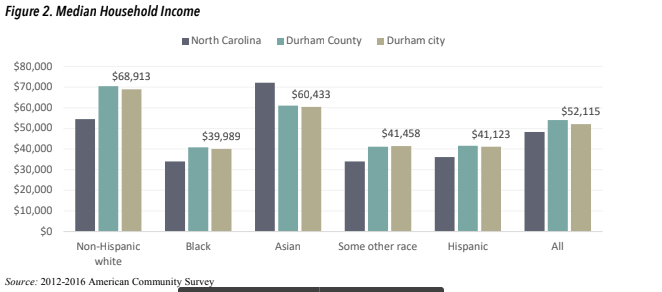 Figure 2. Median Household Income
North Carolina Durham County Durham city
$80,000
$70,000
$60,000
$50,000
$40,000
$30,000
$20,000
$10,000
$0
$68,913
$39,989
$60,433
$41,458
$41,123
$52,115
Non-Hispanic
white
Black
Asian
Some other race
Hispanic
All
Source: 2012-2016 American Community Survey